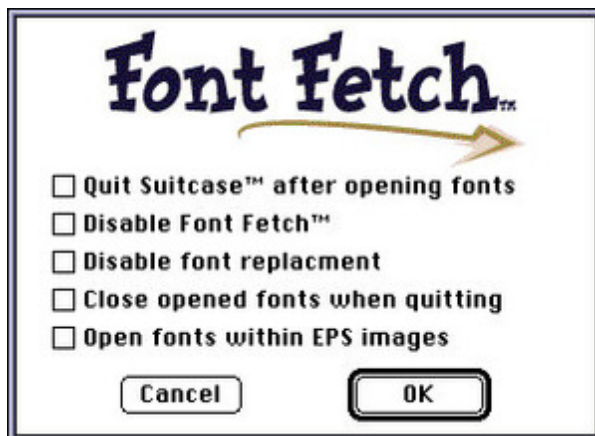 Font Fetch™
Quit Suitcase™ after opening fonts
Disable Font Fetch™
Disable font replacment
Close opened fonts when quitting
Open fonts within EPS images
Cancel OK